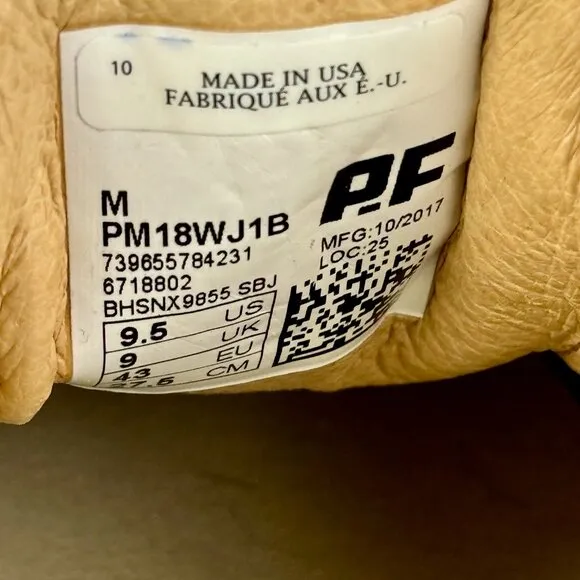 10
MADE IN USA
FABRIQUÉ AUX É.-U.
PF
M
PM18WJ1B
MFG:10/2017
739655784231
LOC:25
6718802
BHSNX9855 SBJ
9.5 US
9 UK
43 EU
27.5 CM